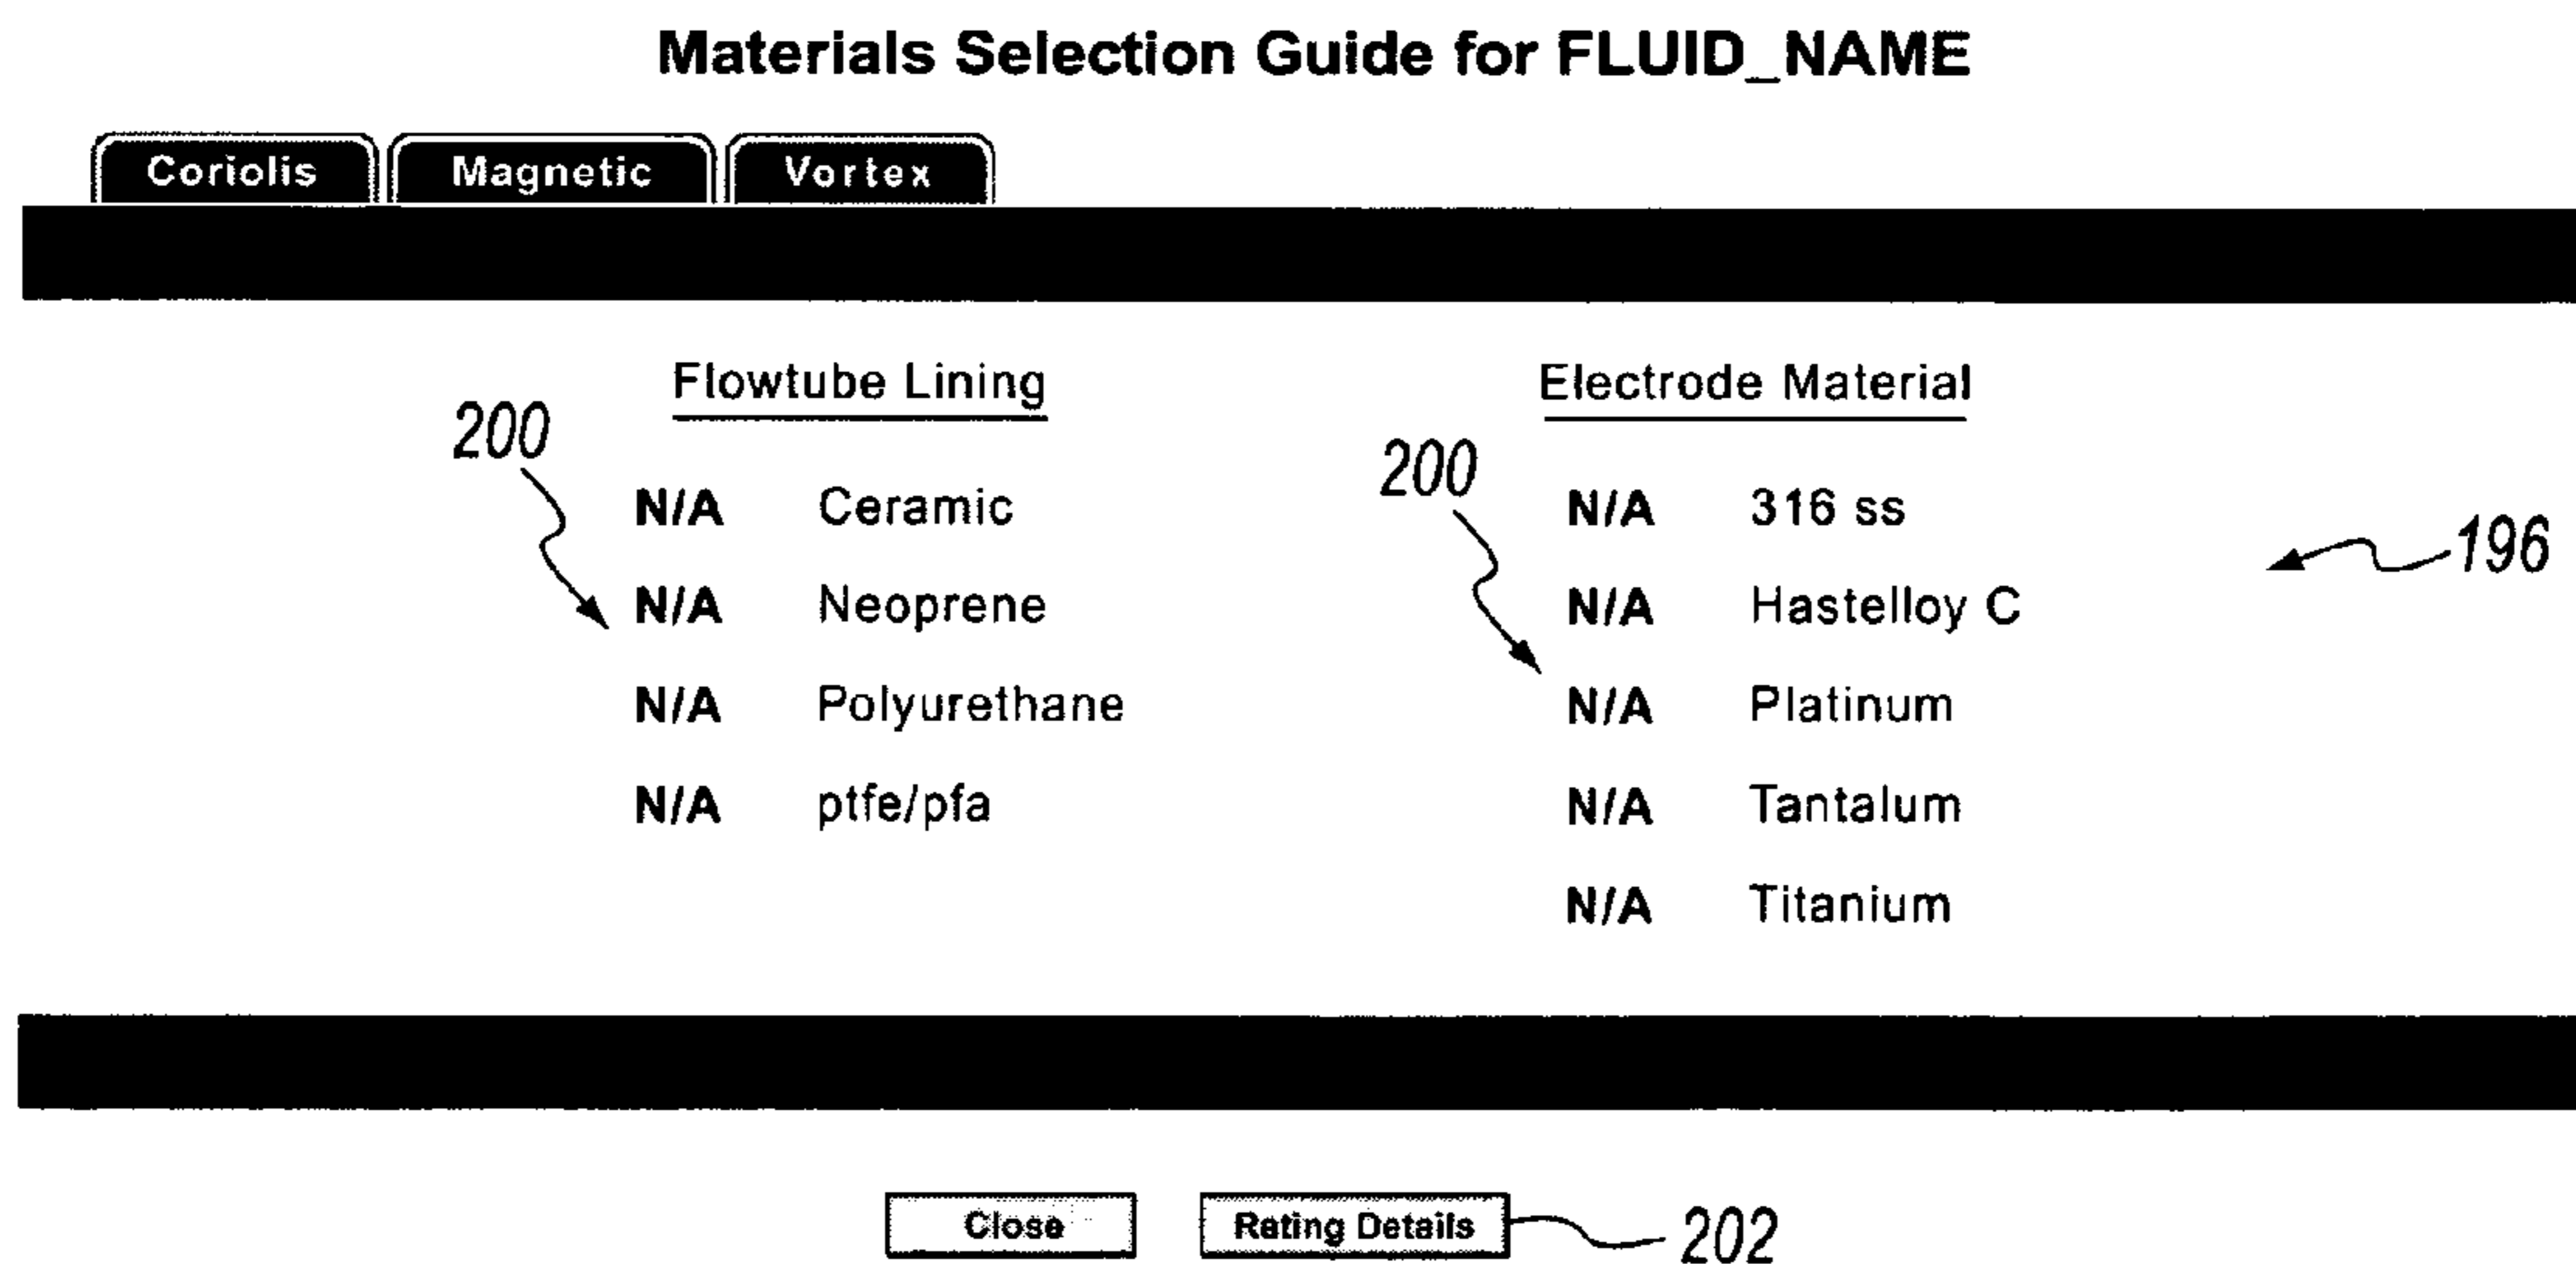 Materials Selection Guide for FLUID_NAME
Coriolis Magnetic Vortex
Flowtube Lining Electrode Material
200 200
N/A Ceramic N/A 316 ss
196
N/A Neoprene N/A Hastelloy C
N/A Polyurethane N/A Platinum
N/A ptfe/pfa N/A Tantalum
N/A Titanium
Close Rating Details 202